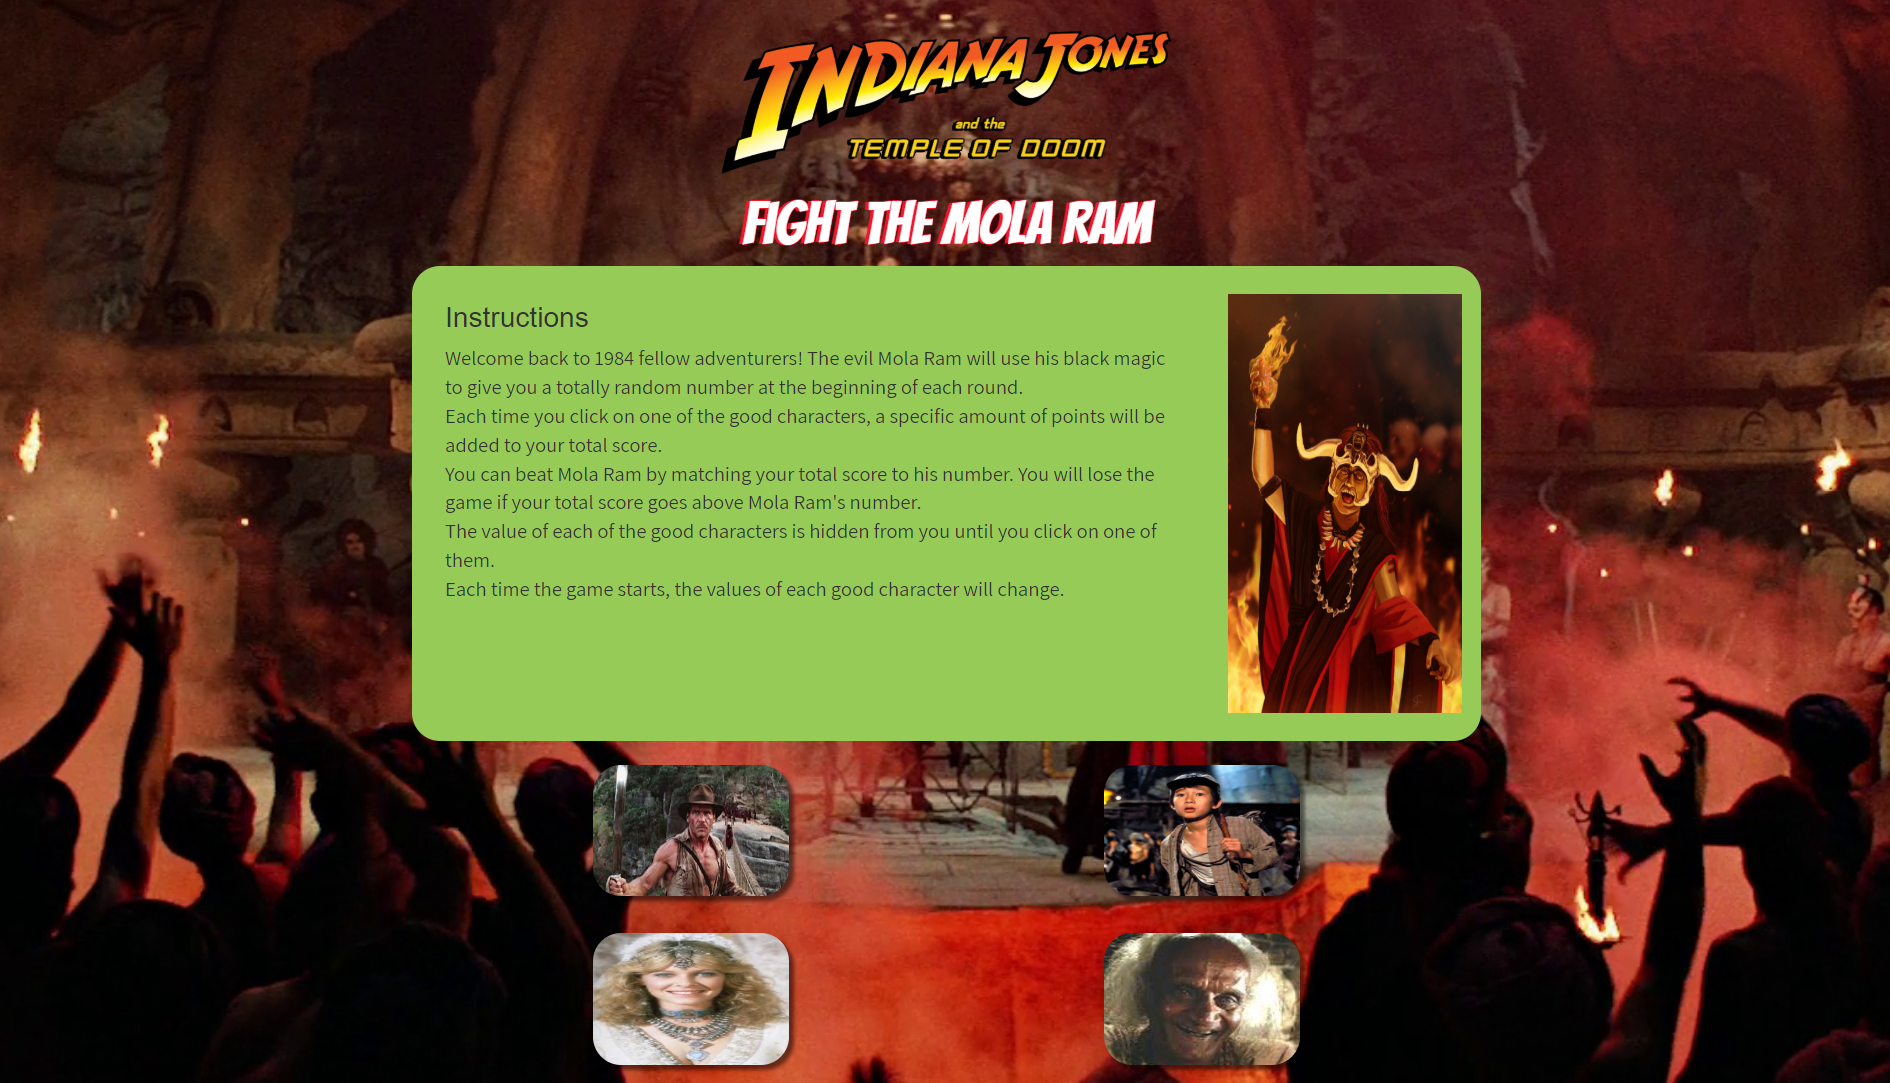 INDIANA JONES
and the
TEMPLE OF DOOM
FIGHT THE MOLA RAM
Instructions
Welcome back to 1984 fellow adventurers! The evil Mola Ram will use his black magic
to give you a totally random number at the beginning of each round.
Each time you click on one of the good characters, a specific amount of points will be
added to your total score.
You can beat Mola Ram by matching your total score to his number. You will lose the
game if your total score goes above Mola Ram's number.
The value of each of the good characters is hidden from you until you click on one of
them.
Each time the game starts, the values of each good character will change.